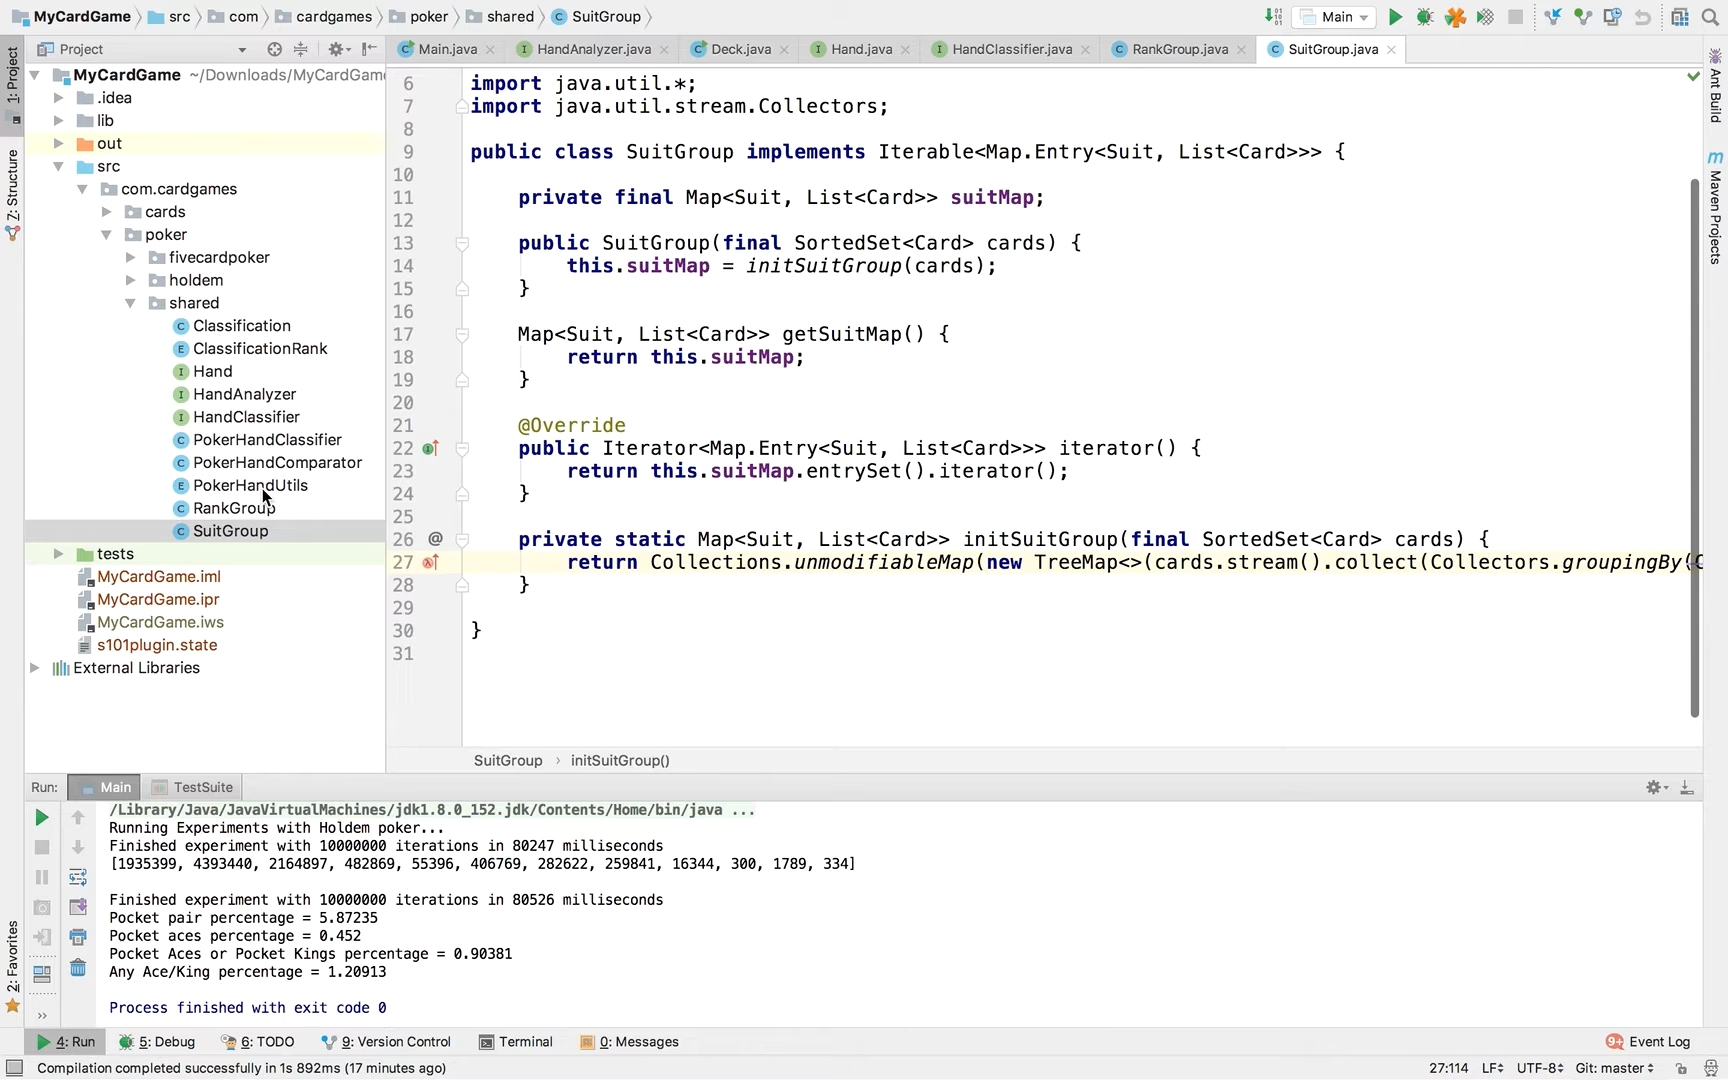 MyCardGame src com cardgames poker shared SuitGroup
Main
1: Project
Z: Structure
2: Favorites
Project
Main.java HandAnalyzer.java Deck.java Hand.java HandClassifier.java RankGroup.java SuitGroup.java
Ant Build
Maven Projects
MyCardGame ~/Downloads/MyCardGam
.idea
lib
out
src
com.cardgames
cards
poker
fivecardpoker
holdem
shared
Classification
ClassificationRank
Hand
HandAnalyzer
HandClassifier
PokerHandClassifier
PokerHandComparator
PokerHandUtils
RankGroup
SuitGroup
tests
MyCardGame.iml
MyCardGame.ipr
MyCardGame.iws
s101plugin.state
External Libraries
6 import java.util.*;
7 import java.util.stream.Collectors;
8
9 public class SuitGroup implements Iterable<Map.Entry<Suit, List<Card>>> {
10
11 private final Map<Suit, List<Card>> suitMap;
12
13 public SuitGroup(final SortedSet<Card> cards) {
14 this.suitMap = initSuitGroup(cards);
15 }
16
17 Map<Suit, List<Card>> getSuitMap() {
18 return this.suitMap;
19 }
20
21 @Override
22 public Iterator<Map.Entry<Suit, List<Card>>> iterator() {
23 return this.suitMap.entrySet().iterator();
24 }
25
26 @ private static Map<Suit, List<Card>> initSuitGroup(final SortedSet<Card> cards) {
27 return Collections.unmodifiableMap(new TreeMap<>(cards.stream().collect(Collectors.groupingBy(
28 }
29
30 }
31
SuitGroup › initSuitGroup()
Run: Main TestSuite
/Library/Java/JavaVirtualMachines/jdk1.8.0_152.jdk/Contents/Home/bin/java ...
Running Experiments with Holdem poker...
Finished experiment with 10000000 iterations in 80247 milliseconds
[1935399, 4393440, 2164897, 482869, 55396, 406769, 282622, 259841, 16344, 300, 1789, 334]
Finished experiment with 10000000 iterations in 80526 milliseconds
Pocket pair percentage = 5.87235
Pocket aces percentage = 0.452
Pocket Aces or Pocket Kings percentage = 0.90381
Any Ace/King percentage = 1.20913
Process finished with exit code 0
4: Run 5: Debug 6: TODO 9: Version Control Terminal 0: Messages 9+ Event Log
Compilation completed successfully in 1s 892ms (17 minutes ago) 27:114 LF UTF-8 Git: master